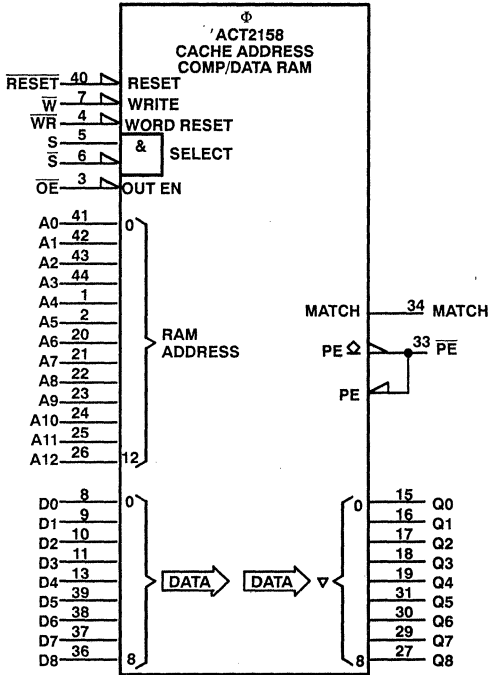 Φ
'ACT2158
CACHE ADDRESS
COMP/DATA RAM
RESET 40 RESET
W 7 WRITE
WR 4 WORD RESET
S 5
& SELECT
S 6
OE 3 OUT EN
A0 41 0
A1 42
A2 43
A3 44
A4 1
A5 2
A6 20
A7 21
A8 22
A9 23
A10 24
A11 25
A12 26 12
RAM
ADDRESS
MATCH 34 MATCH
PE 33 PE
PE
D0 8 0
D1 9
D2 10
D3 11
D4 13
D5 39
D6 38
D7 37
D8 36 8
DATA DATA
0 15 Q0
16 Q1
17 Q2
18 Q3
19 Q4
31 Q5
30 Q6
29 Q7
8 27 Q8